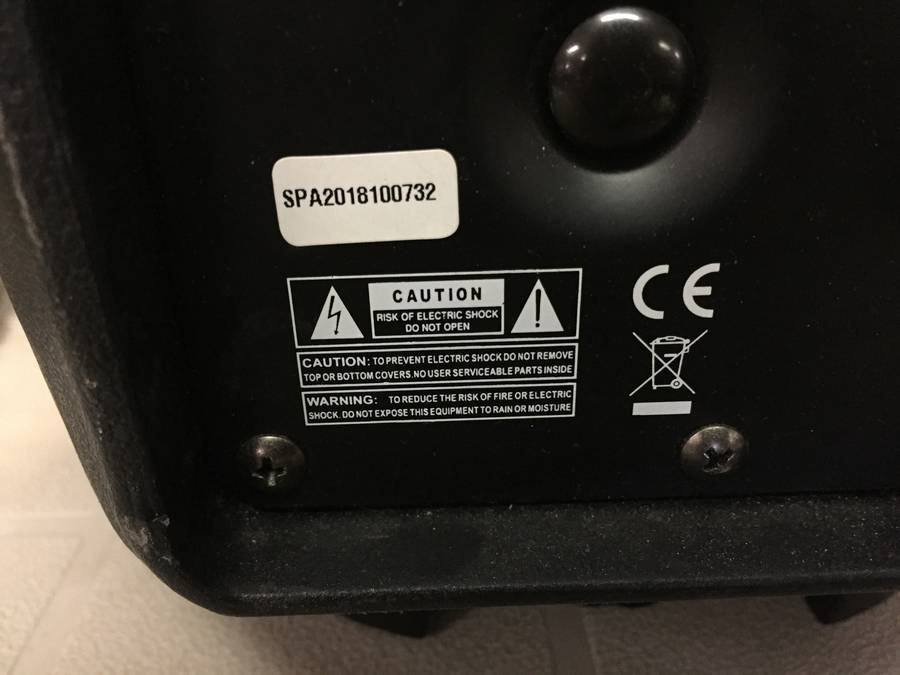 SPA2018100732
CAUTION
RISK OF ELECTRIC SHOCK
DO NOT OPEN
CAUTION: TO PREVENT ELECTRIC SHOCK DO NOT REMOVE
TOP OR BOTTOM COVERS. NO USER SERVICEABLE PARTS INSIDE
WARNING: TO REDUCE THE RISK OF FIRE OR ELECTRIC
SHOCK. DO NOT EXPOSE THIS EQUIPMENT TO RAIN OR MOISTURE
CE